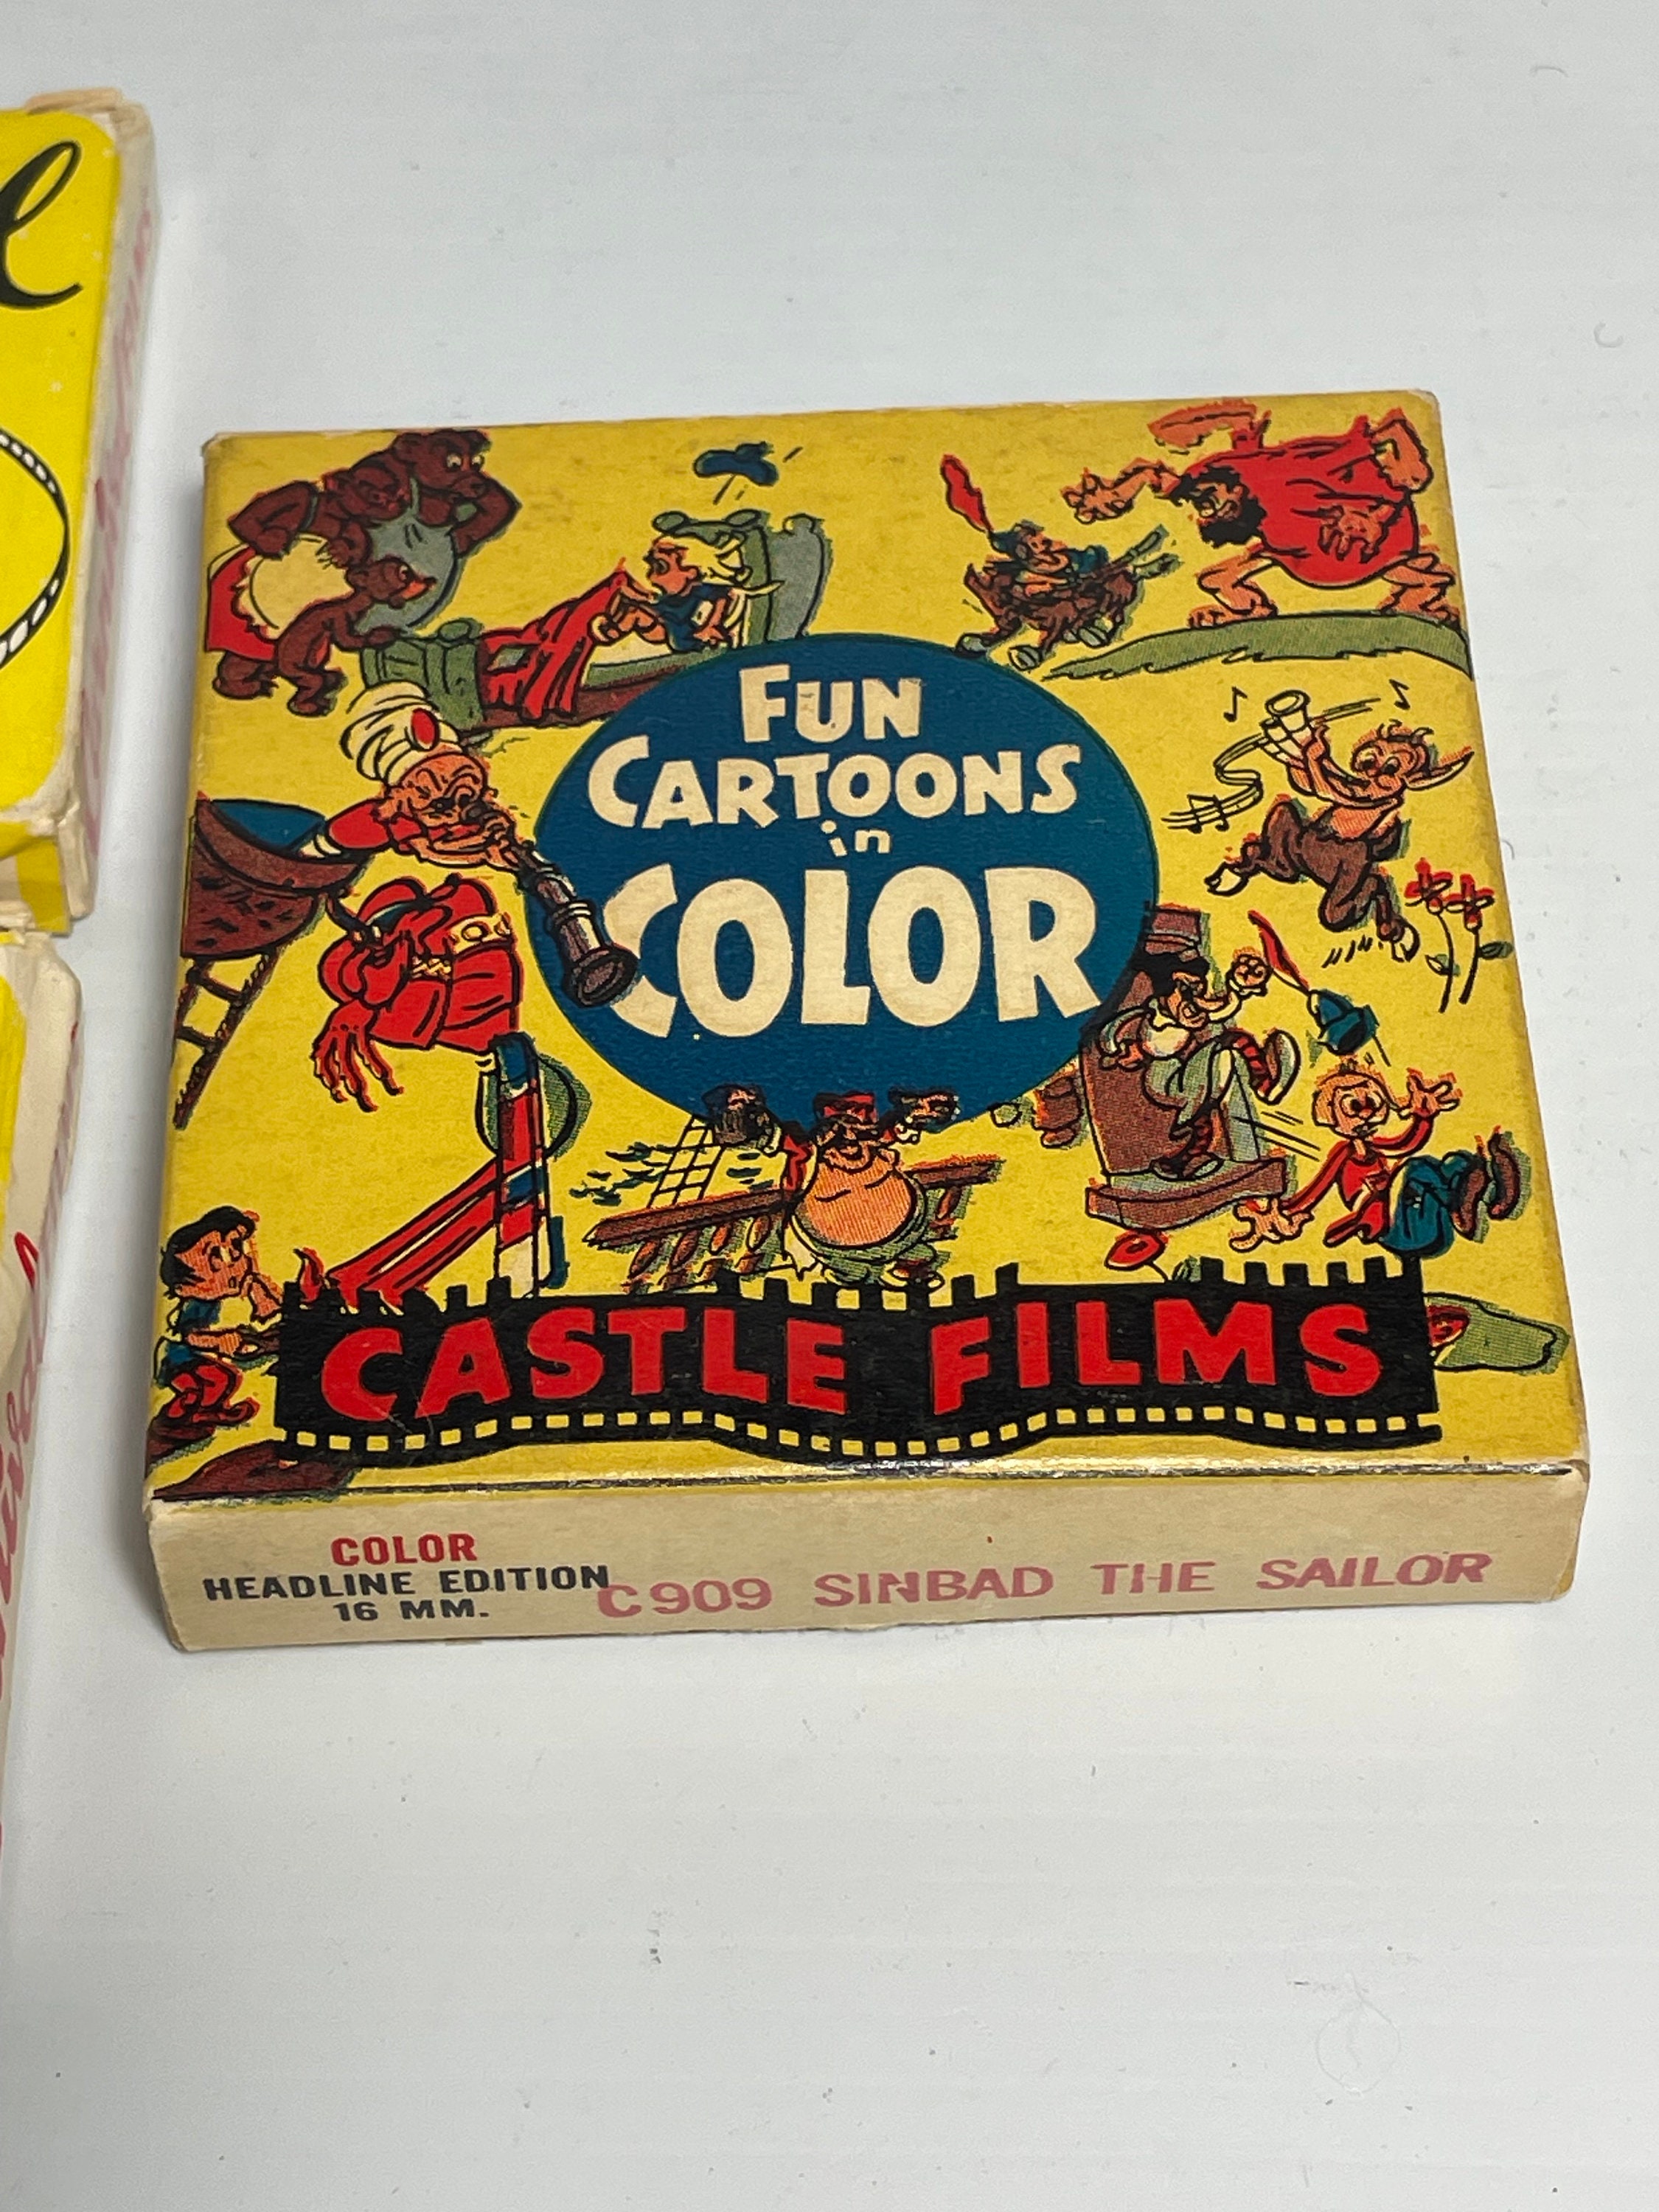 FUN
CARTOONS
in
COLOR
CASTLE FILMS
COLOR
HEADLINE EDITION
16 MM.
C909 SINBAD THE SAILOR